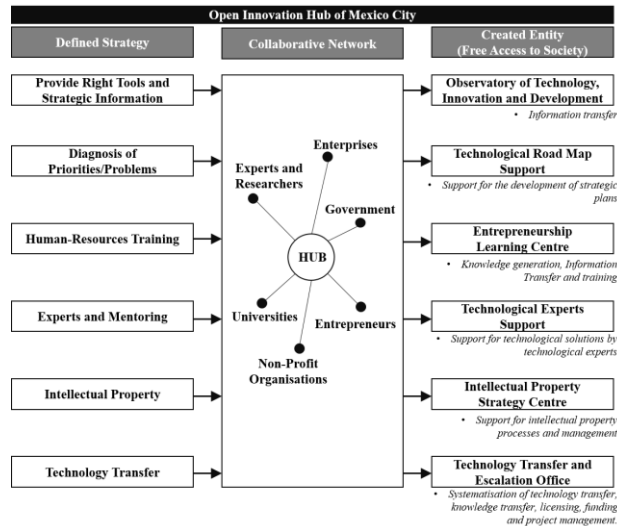 Open Innovation Hub of Mexico City
Defined Strategy
Collaborative Network
Created Entity
(Free Access to Society)
Provide Right Tools and
Strategic Information
Diagnosis of
Priorities/Problems
Human-Resources Training
Experts and Mentoring
Intellectual Property
Technology Transfer
Enterprises
Experts and
Researchers
Government
HUB
Universities
Entrepreneurs
Non-Profit
Organisations
Observatory of Technology,
Innovation and Development
• Information transfer
Technological Road Map
Support
• Support for the development of strategic
plans
Entrepreneurship
Learning Centre
• Knowledge generation, Information
Transfer and training
Technological Experts
Support
• Support for technological solutions by
technological experts
Intellectual Property
Strategy Centre
• Support for intellectual property
processes and management
Technology Transfer and
Escalation Office
• Systematisation of technology transfer,
knowledge transfer, licensing, funding
and project management.